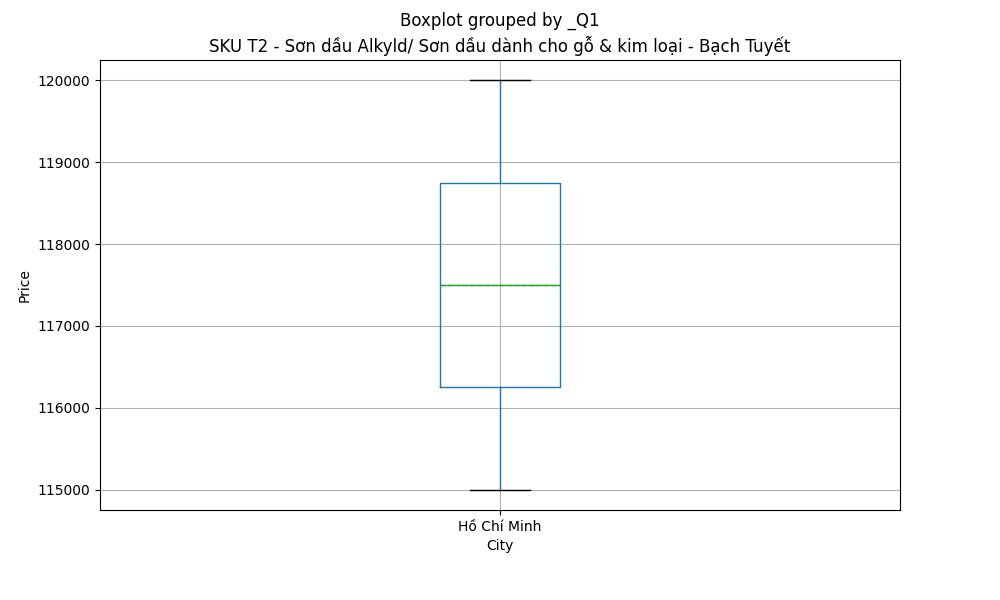 Boxplot grouped by _Q1
SKU T2 - Sơn dầu Alkyld/ Sơn dầu dành cho gỗ & kim loại - Bạch Tuyết
120000
119000
118000
117000
116000
115000
Price
Hồ Chí Minh
City